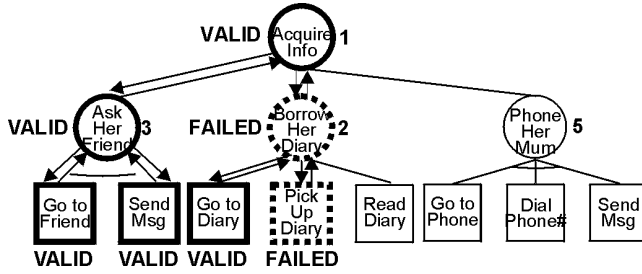 VALID
Acquire
Info
1
VALID
Ask
Her
Friend
3
FAILED
Borrow
Her
Diary
2
Phone
Her
Mum
5
Go to
Friend
Send
Msg
Go to
Diary
Pick
Up
Diary
Read
Diary
Go to
Phone
Dial
Phone#
Send
Msg
VALID
VALID
VALID
FAILED